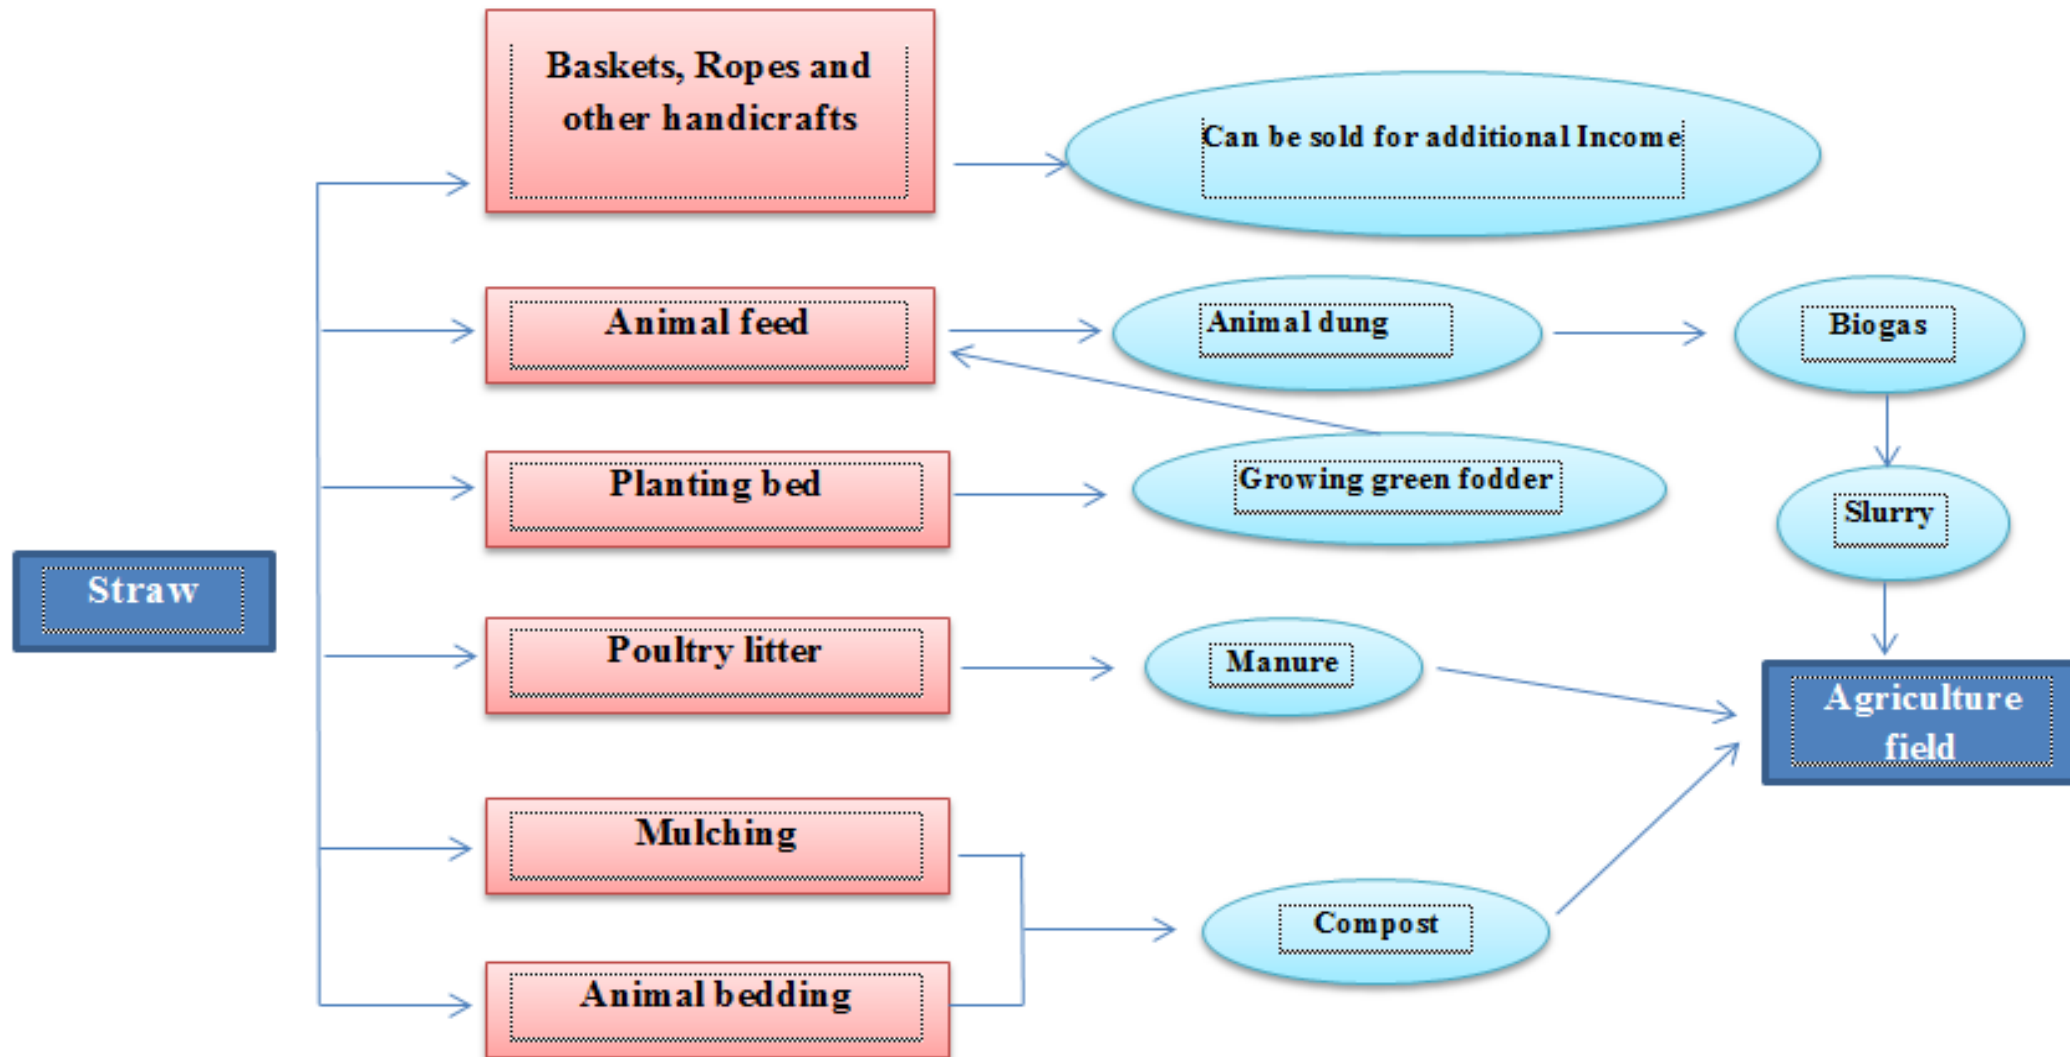 Baskets, Ropes and
other handicrafts
Can be sold for additional Income
Animal feed
Animal dung
Biogas
Planting bed
Growing green fodder
Slurry
Straw
Poultry litter
Manure
Agriculture
field
Mulching
Compost
Animal bedding